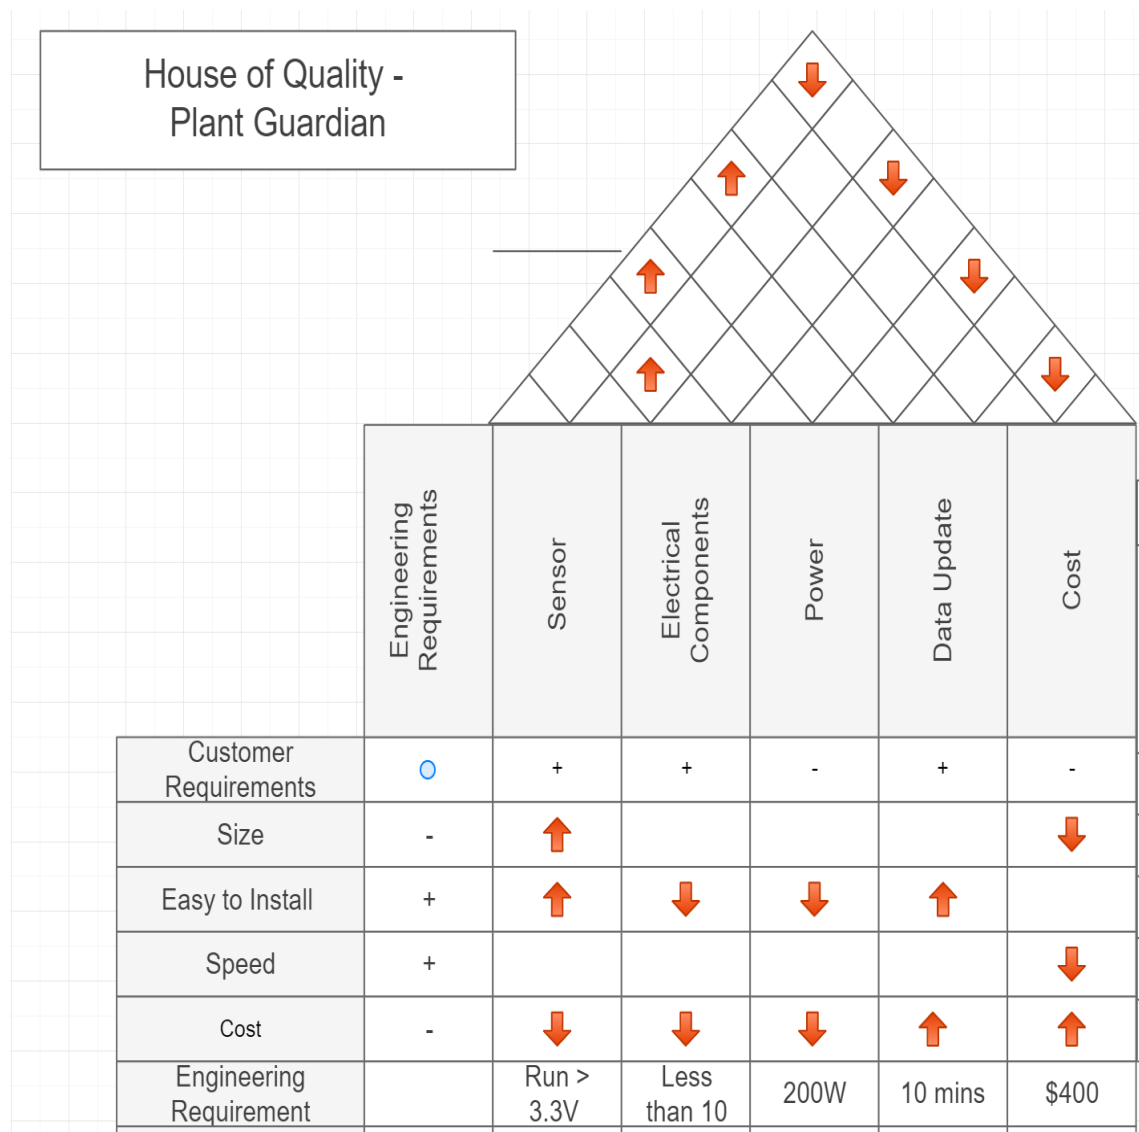 House of Quality -
Plant Guardian
Engineering
Requirements
Sensor
Electrical
Components
Power
Data Update
Cost
Customer
Requirements
+ + - + -
Size -
Easy to Install +
Speed +
Cost -
Engineering
Requirement
Run >
3.3V
Less
than 10
200W
10 mins
$400